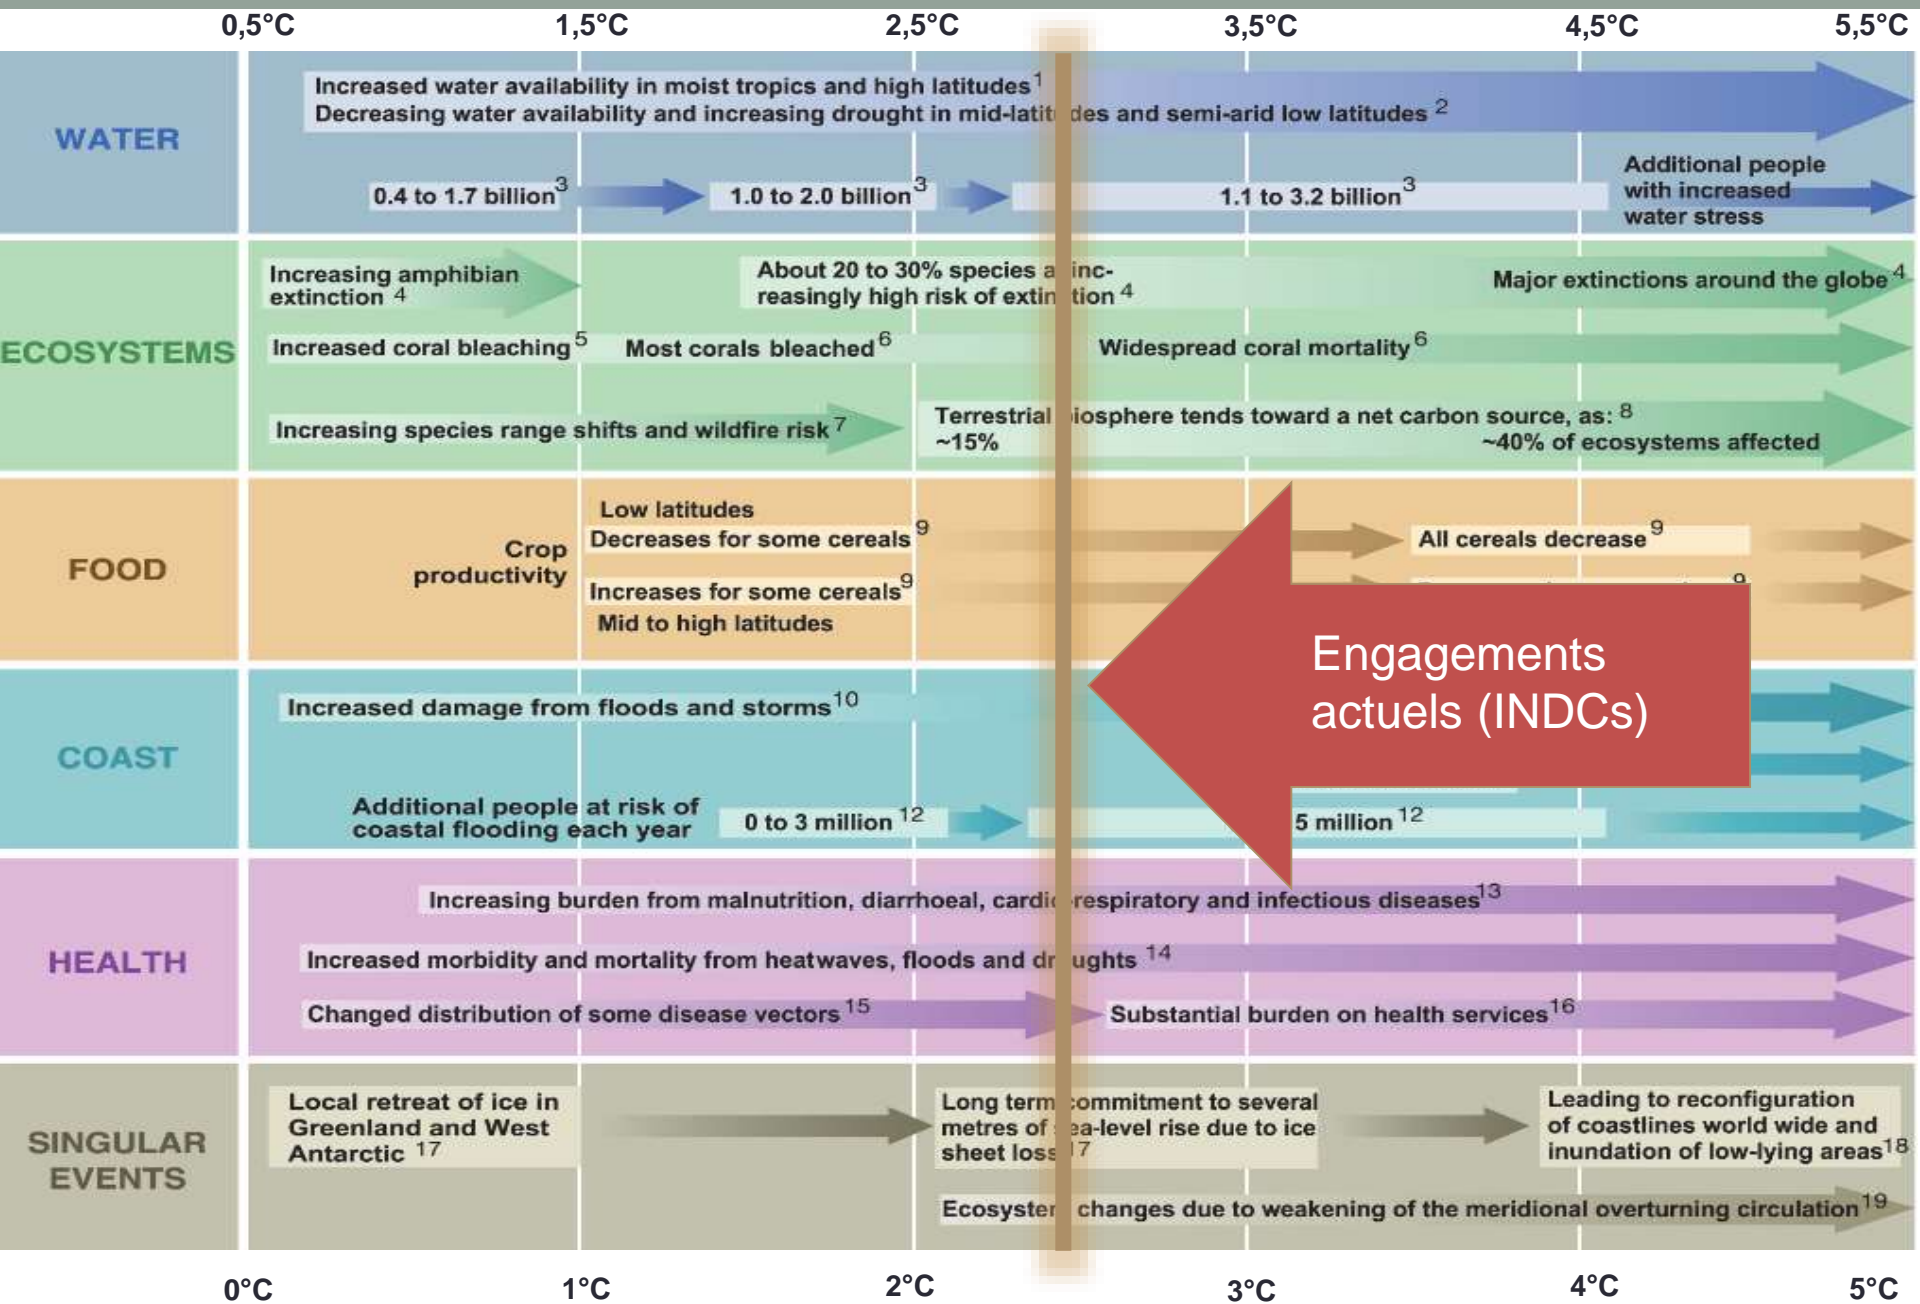 0,5°C 1,5°C 2,5°C 3,5°C 4,5°C 5,5°C
WATER
Increased water availability in moist tropics and high latitudes 1
Decreasing water availability and increasing drought in mid-latitudes and semi-arid low latitudes 2
0.4 to 1.7 billion 3
1.0 to 2.0 billion 3
1.1 to 3.2 billion 3
Additional people
with increased
water stress
ECOSYSTEMS
Increasing amphibian
extinction 4
About 20 to 30% species a inc-
reasingly high risk of extinction 4
Major extinctions around the globe 4
Increased coral bleaching 5
Most corals bleached 6
Widespread coral mortality 6
Increasing species range shifts and wildfire risk 7
Terrestrial biosphere tends toward a net carbon source, as: 8
~15%
~40% of ecosystems affected
FOOD
Crop
productivity
Low latitudes
Decreases for some cereals 9
All cereals decrease 9
Increases for some cereals 9
9
Mid to high latitudes
Engagements
actuels (INDCs)
COAST
Increased damage from floods and storms 10
Additional people at risk of
coastal flooding each year
0 to 3 million 12
5 million 12
HEALTH
Increasing burden from malnutrition, diarrhoeal, cardio-respiratory and infectious diseases 13
Increased morbidity and mortality from heatwaves, floods and droughts 14
Changed distribution of some disease vectors 15
Substantial burden on health services 16
SINGULAR
EVENTS
Local retreat of ice in
Greenland and West
Antarctic 17
Long term commitment to several
metres of sea-level rise due to ice
sheet loss 17
Leading to reconfiguration
of coastlines world wide and
inundation of low-lying areas 18
Ecosystem changes due to weakening of the meridional overturning circulation 19
0°C 1°C 2°C 3°C 4°C 5°C